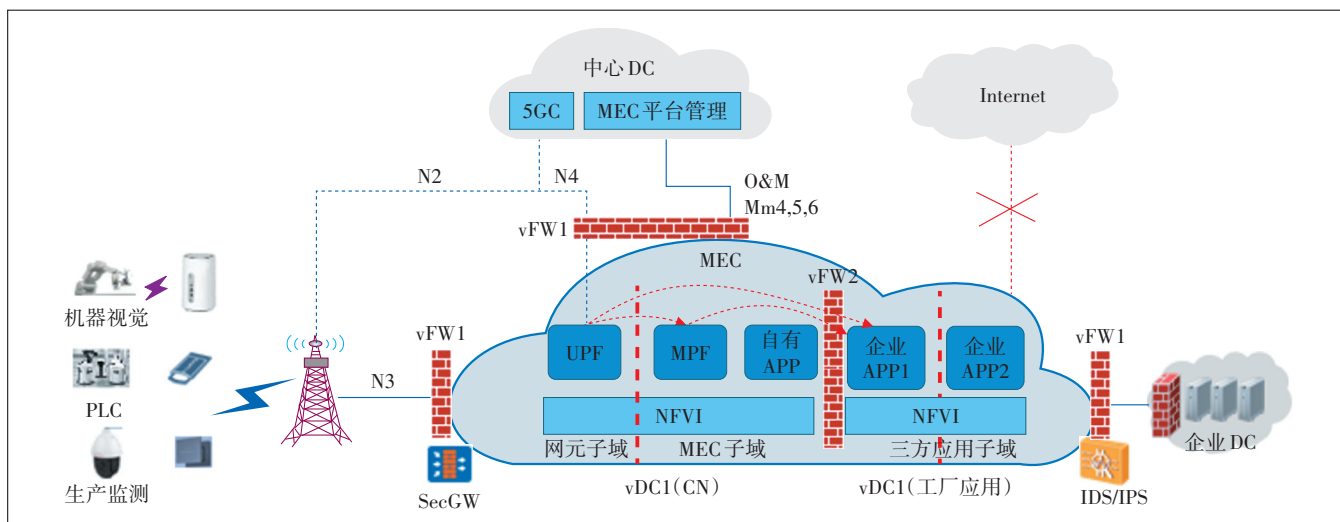 中心DC
5GC
MEC平台管理
Internet
N2
N4
O&M
Mm4,5,6
vFW1
MEC
vFW2
机器视觉
vFW1
vFW1
UPF
MPF
自有
APP
企业
APP1
企业
APP2
PLC
N3
NFVI
NFVI
企业DC
网元子域
MEC子域
三方应用子域
生产监测
SecGW
vDC1(CN)
vDC1(工厂应用)
IDS/IPS